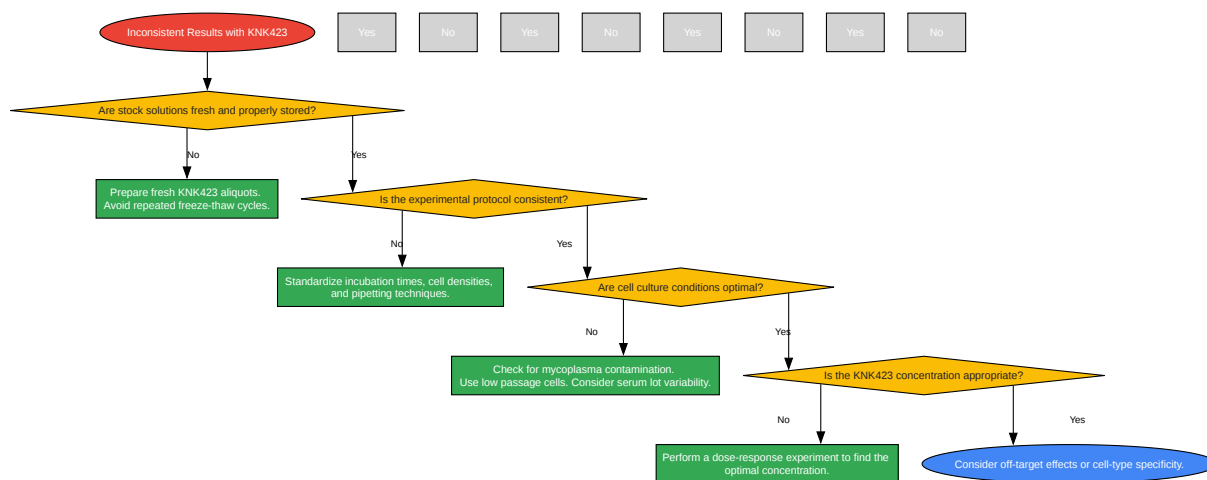 Inconsistent Results with KNK423
Yes
No
Yes
No
Yes
No
Yes
No
Are stock solutions fresh and properly stored?
No
Yes
Prepare fresh KNK423 aliquots.
Avoid repeated freeze-thaw cycles.
Is the experimental protocol consistent?
No
Yes
Standardize incubation times, cell densities,
and pipetting techniques.
Are cell culture conditions optimal?
No
Yes
Check for mycoplasma contamination.
Use low passage cells. Consider serum lot variability.
Is the KNK423 concentration appropriate?
No
Yes
Perform a dose-response experiment to find the
optimal concentration.
Consider off-target effects or cell-type specificity.